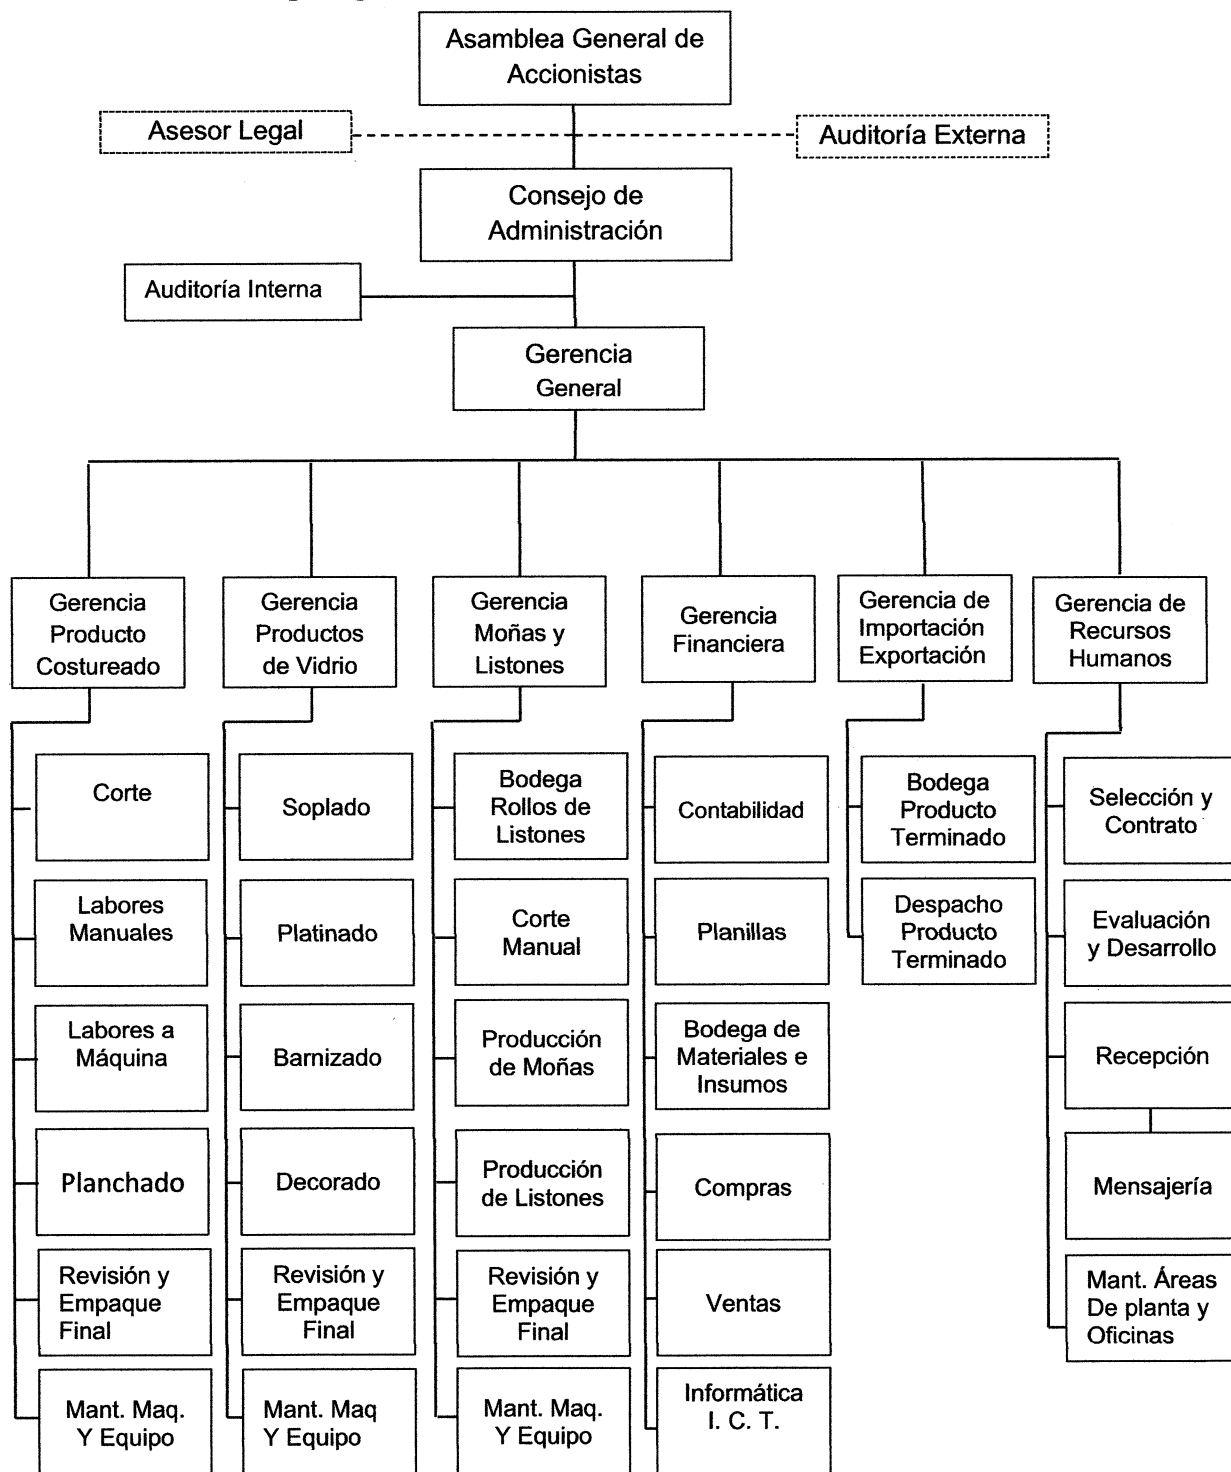 Asamblea General de
Accionistas
Asesor Legal
Auditoría Externa
Consejo de
Administración
Auditoría Interna
Gerencia
General
Gerencia
Producto
Costureado
Gerencia
Productos
de Vidrio
Gerencia
Moñas y
Listones
Gerencia
Financiera
Gerencia de
Importación
Exportación
Gerencia de
Recursos
Humanos
Corte
Labores
Manuales
Labores a
Máquina
Planchado
Revisión y
Empaque
Final
Mant. Maq.
Y Equipo
Soplado
Platinado
Barnizado
Decorado
Revisión y
Empaque
Final
Mant. Maq
Y Equipo
Bodega
Rollos de
Listones
Corte
Manual
Producción
de Moñas
Producción
de Listones
Revisión y
Empaque
Final
Mant. Maq.
Y Equipo
Contabilidad
Planillas
Bodega de
Materiales e
Insumos
Compras
Ventas
Informática
I. C. T.
Bodega
Producto
Terminado
Despacho
Producto
Terminado
Selección y
Contrato
Evaluación
y Desarrollo
Recepción
Mensajería
Mant. Áreas
De planta y
Oficinas